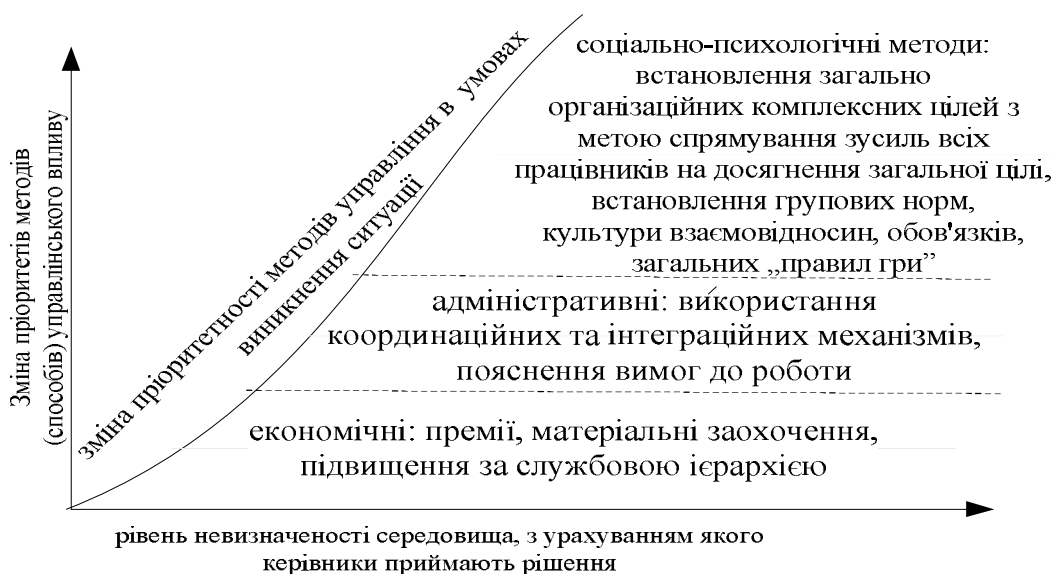 соціально-психологічні методи:
встановлення загально
організаційних комплексних цілей з
метою спрямування зусиль всіх
працівників на досягнення загальної цілі,
встановлення групових норм,
культури взаємовідносин, обов'язків,
загальних „правил гри”
адміністративні: використання
координаційних та інтеграційних механізмів,
пояснення вимог до роботи
економічні: премії, матеріальні заохочення,
підвищення за службовою ієрархією
зміна пріоритетності методів управління в умовах
виникнення ситуації
Зміна пріоритетів методів
(способів) управлінського впливу
рівень невизначеності середовища, з урахуванням якого
керівники приймають рішення